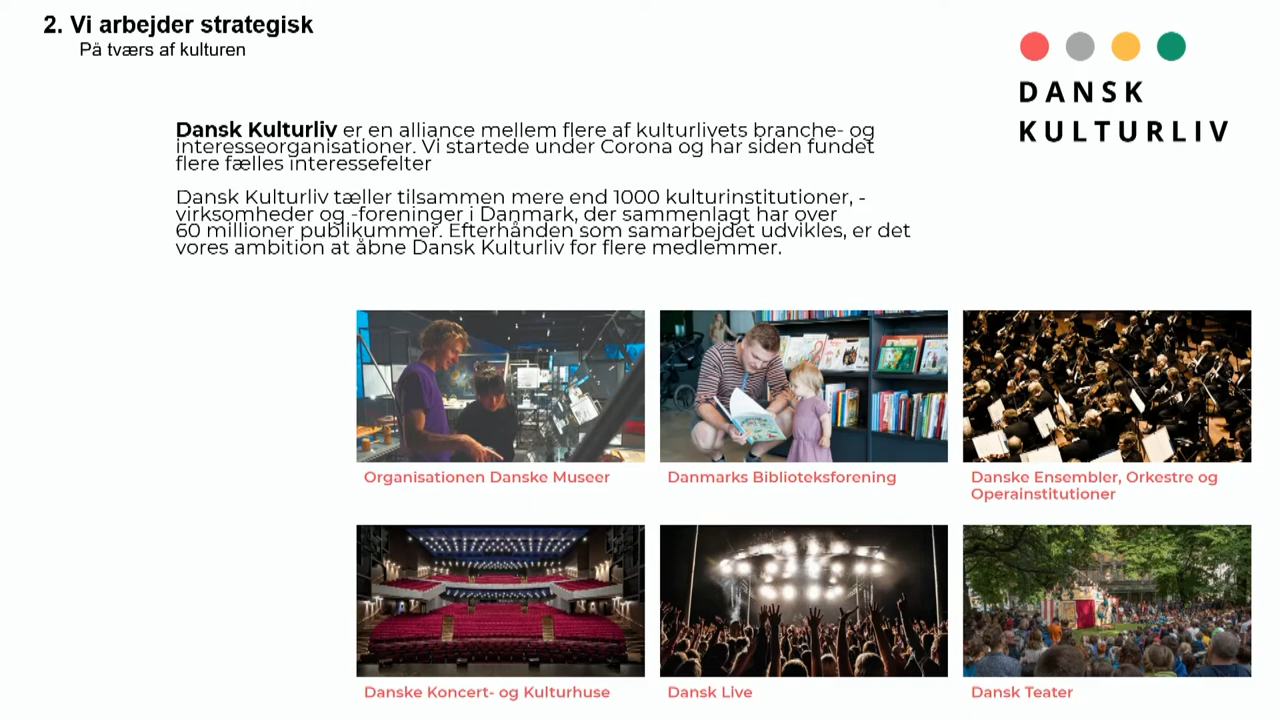 2. Vi arbejder strategisk
På tværs af kulturen
DANSK
KULTURLIV
Dansk Kulturliv er en alliance mellem flere af kulturlivets branche- og
interesseorganisationer. Vi startede under Corona og har siden fundet
flere fælles interessefelter
Dansk Kulturliv tæller tilsammen mere end 1000 kulturinstitutioner, -
virksomheder og -foreninger i Danmark, der sammenlagt har over
60 millioner publikummer. Efterhånden som samarbejdet udvikles, er det
vores ambition at åbne Dansk Kulturliv for flere medlemmer.
Organisationen Danske Museer
Danmarks Biblioteksforening
Danske Ensembler, Orkestre og
Operainstitutioner
Danske Koncert- og Kulturhuse
Dansk Live
Dansk Teater